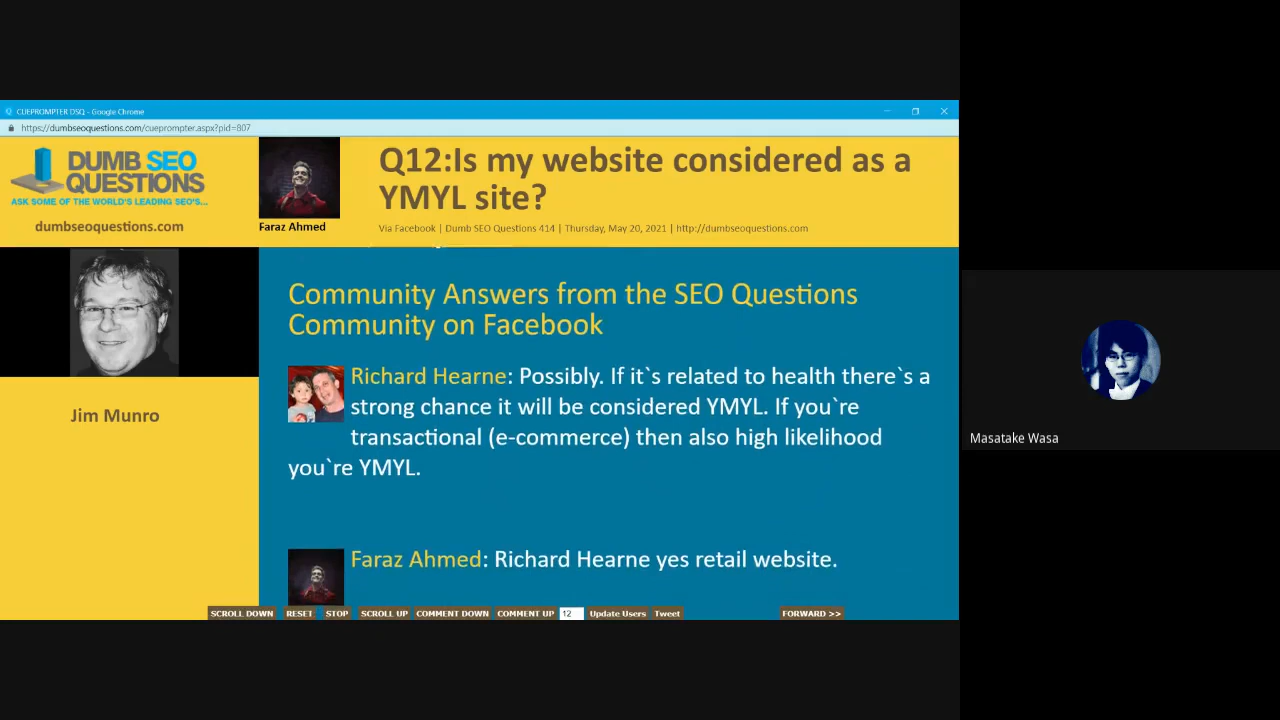 CUEPROMPTER DSQ - Google Chrome
https://dumbseoquestions.com/cueprompter.aspx?pid=807
DUMB SEO
QUESTIONS
ASK SOME OF THE WORLD'S LEADING SEO'S...
dumbseoquestions.com
Faraz Ahmed
Q12:Is my website considered as a
YMYL site?
Via Facebook | Dumb SEO Questions 414 | Thursday, May 20, 2021 | http://dumbseoquestions.com
Jim Munro
Community Answers from the SEO Questions
Community on Facebook
Richard Hearne: Possibly. If it`s related to health there`s a
strong chance it will be considered YMYL. If you`re
transactional (e-commerce) then also high likelihood
you`re YMYL.
Faraz Ahmed: Richard Hearne yes retail website.
SCROLL DOWN RESET STOP SCROLL UP COMMENT DOWN COMMENT UP 12 Update Users Tweet FORWARD >>
Masatake Wasa